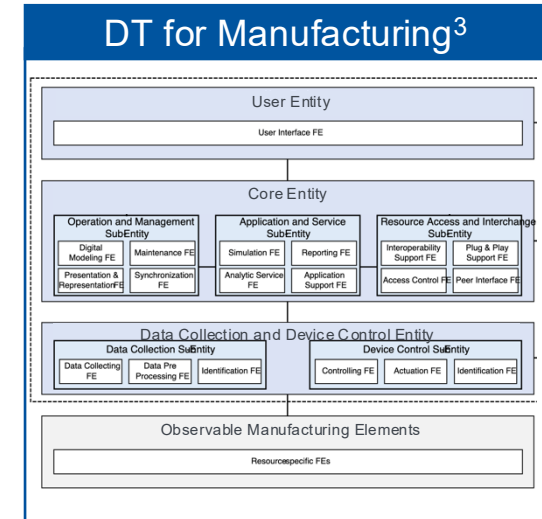 DT for Manufacturing3
User Entity
User Interface FE
Core Entity
Operation and Management
SubEntity
Digital
Modeling FE
Maintenance FE
Presentation &
RepresentationFE
Synchronization
FE
Application and Service
SubEntity
Simulation FE
Reporting FE
Analytic Service
FE
Application
Support FE
Resource Access and Interchange
SubEntity
Interoperability
Support FE
Plug & Play
Support FE
Access Control FE
Peer Interface FE
Data Collection and Device Control Entity
Data Collection SubEntity
Data Collecting
FE
Data Pre
Processing FE
Identification FE
Device Control SubEntity
Controlling FE
Actuation FE
Identification FE
Observable Manufacturing Elements
Resourcespecific FEs